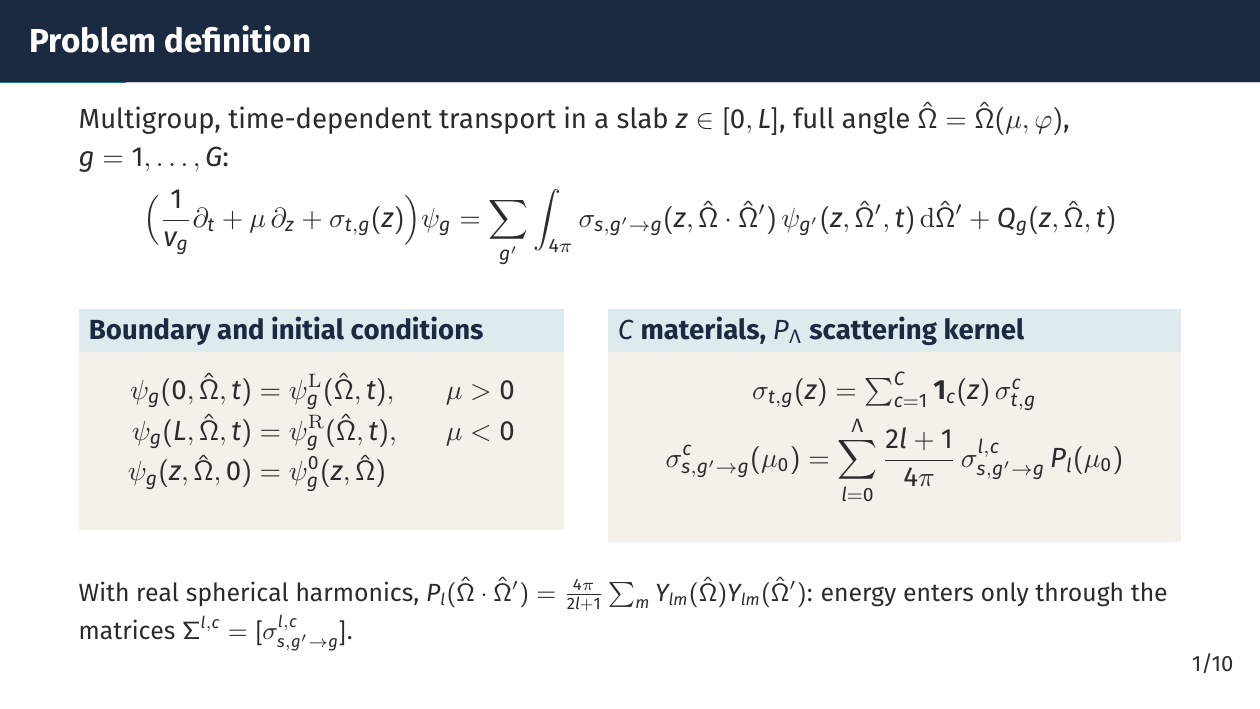 Problem definition
Multigroup, time-dependent transport in a slab z ∈ [0, L], full angle Ω̂ = Ω̂(μ, φ),
g = 1, . . . , G:
(1/v_g ∂_t + μ ∂_z + σ_{t,g}(z)) ψ_g = ∑_{g′} ∫_{4π} σ_{s,g′→g}(z, Ω̂ · Ω̂′) ψ_{g′}(z, Ω̂′, t) dΩ̂′ + Q_g(z, Ω̂, t)
Boundary and initial conditions
ψ_g(0, Ω̂, t) = ψ_g^L(Ω̂, t), μ > 0
ψ_g(L, Ω̂, t) = ψ_g^R(Ω̂, t), μ < 0
ψ_g(z, Ω̂, 0) = ψ_g^0(z, Ω̂)
C materials, P_Λ scattering kernel
σ_{t,g}(z) = ∑_{c=1}^{C} 𝟏_c(z) σ_{t,g}^c
σ_{s,g′→g}^c(μ_0) = ∑_{l=0}^{Λ} (2l + 1)/(4π) σ_{s,g′→g}^{l,c} P_l(μ_0)
With real spherical harmonics, P_l(Ω̂ · Ω̂′) = 4π/(2l+1) ∑_m Y_{lm}(Ω̂)Y_{lm}(Ω̂′): energy enters only through the
matrices Σ^{l,c} = [σ_{s,g′→g}^{l,c}].
1/10